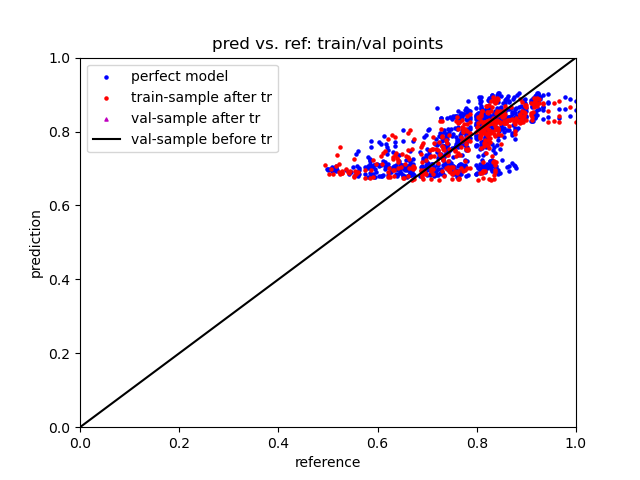 pred vs. ref: train/val points
1.0
0.8
0.6
0.4
0.2
0.0
prediction
perfect model
train-sample after tr
val-sample after tr
val-sample before tr
0.0 0.2 0.4 0.6 0.8 1.0
reference